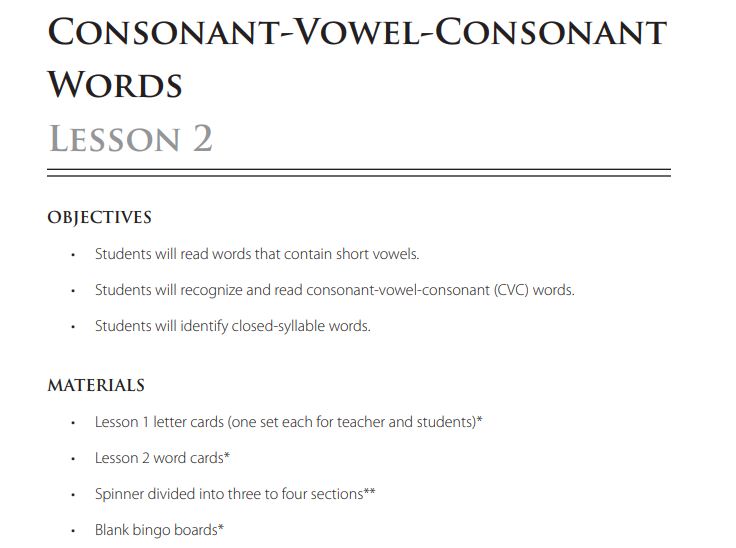 Consonant-Vowel-Consonant
Words
Lesson 2
OBJECTIVES
• Students will read words that contain short vowels.
• Students will recognize and read consonant-vowel-consonant (CVC) words.
• Students will identify closed-syllable words.
MATERIALS
• Lesson 1 letter cards (one set each for teacher and students)*
• Lesson 2 word cards*
• Spinner divided into three to four sections**
• Blank bingo boards*